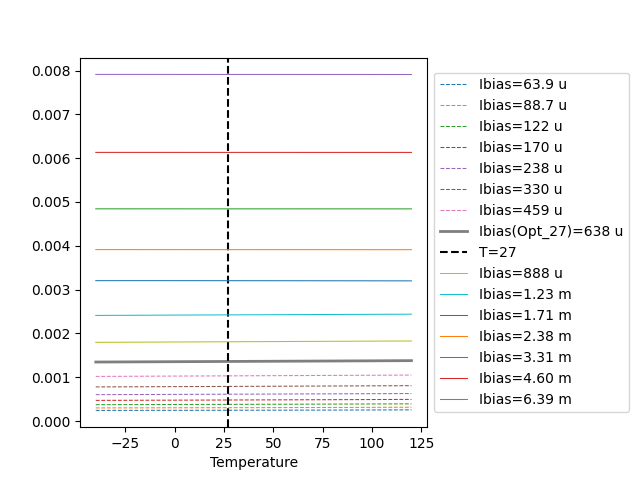 0.008
0.007
0.006
0.005
0.004
0.003
0.002
0.001
0.000
−25
0
25
50
75
100
125
Temperature
Ibias=63.9 u
Ibias=88.7 u
Ibias=122 u
Ibias=170 u
Ibias=238 u
Ibias=330 u
Ibias=459 u
Ibias(Opt_27)=638 u
T=27
Ibias=888 u
Ibias=1.23 m
Ibias=1.71 m
Ibias=2.38 m
Ibias=3.31 m
Ibias=4.60 m
Ibias=6.39 m